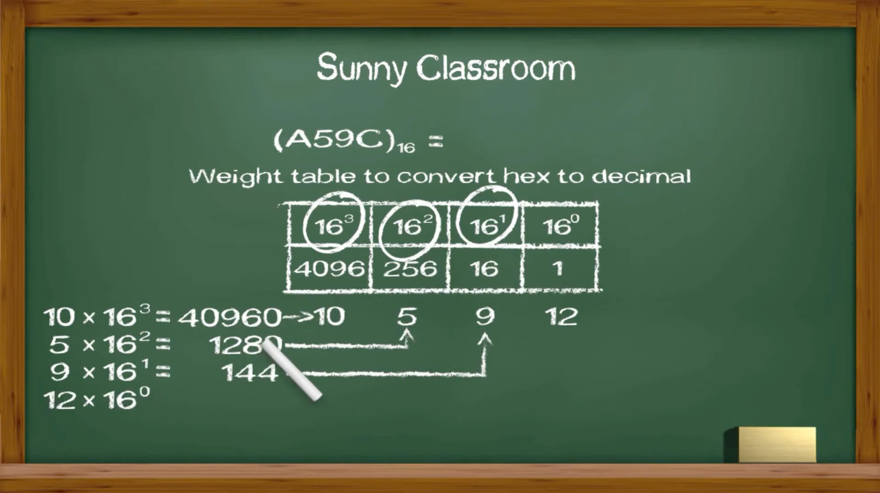 Sunny Classroom
(A59C)₁₆ =
Weight table to convert hex to decimal
16³ 16² 16¹ 16⁰
4096 256 16 1
10 × 16³ = 40960->10 5 9 12
5 × 16² = 1280
9 × 16¹ = 144
12 × 16⁰